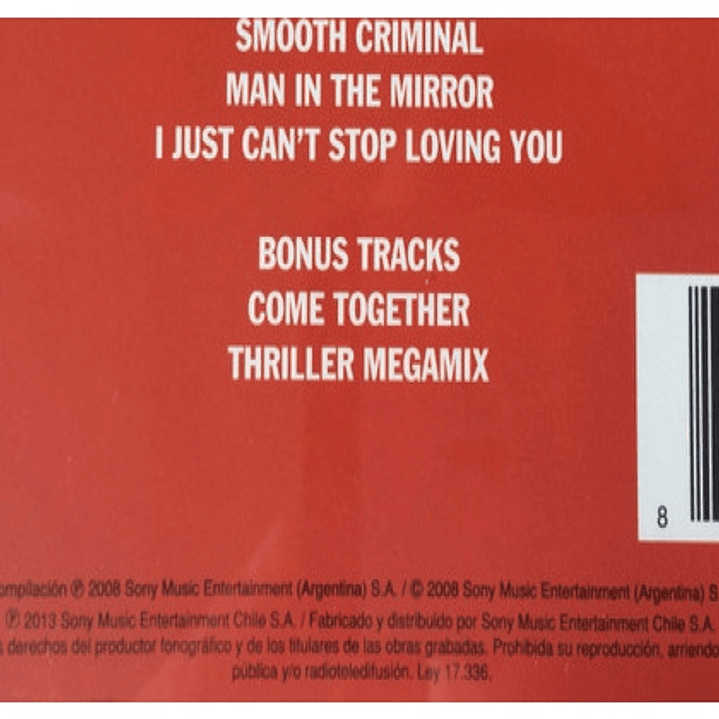 SMOOTH CRIMINAL
MAN IN THE MIRROR
I JUST CAN'T STOP LOVING YOU
BONUS TRACKS
COME TOGETHER
THRILLER MEGAMIX
8
ompilación ℗ 2008 Sony Music Entertainment (Argentina) S.A. / © 2008 Sony Music Entertainment (Argentina) S
℗ 2013 Sony Music Entertainment Chile S.A. / Fabricado y distribuido por Sony Music Entertainment Chile S.A.
s derechos del productor fonográfico y de los titulares de las obras grabadas. Prohibida su reproducción, arriendo
pública y/o radioteledifusión. Ley 17.336.